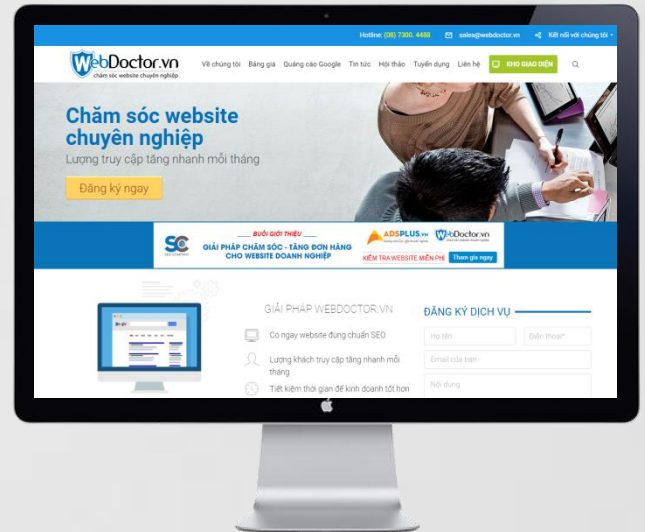 Hotline: (08) 7300. 4488 sales@webdoctor.vn Kết nối với chúng tôi
WebDoctor.vn
chăm sóc website chuyên nghiệp
Về chúng tôi Bảng giá Quảng cáo Google Tin tức Hội thảo Tuyển dụng Liên hệ KHO GIAO DIỆN
Chăm sóc website
chuyên nghiệp
Lượng truy cập tăng nhanh mỗi tháng
Đăng ký ngay
SC
BUỔI GIỚI THIỆU
GIẢI PHÁP CHĂM SÓC - TĂNG ĐƠN HÀNG
CHO WEBSITE DOANH NGHIỆP
ADSPLUS.VN WebDoctor.vn
KIỂM TRA WEBSITE MIỄN PHÍ Tham gia ngay
GIẢI PHÁP WEBDOCTOR.VN
Có ngay website đúng chuẩn SEO
Lượng khách truy cập tăng nhanh mỗi
tháng
Tiết kiệm thời gian để kinh doanh tốt hơn
ĐĂNG KÝ DỊCH VỤ
Họ tên Điện thoại*
Email của bạn
Nội dung